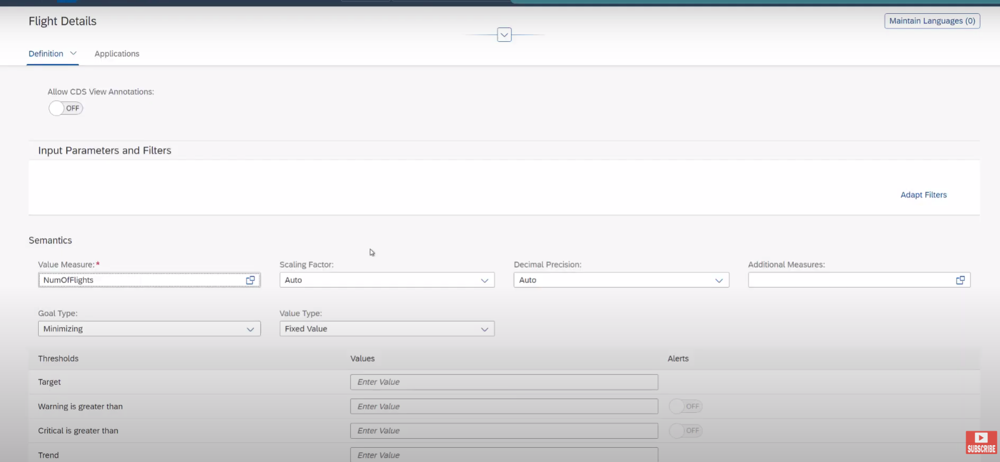 Flight Details
Maintain Languages (0)
Definition
Applications
Allow CDS View Annotations:
OFF
Input Parameters and Filters
Adapt Filters
Semantics
Value Measure:*
Scaling Factor:
Decimal Precision:
Additional Measures:
NumOfFlights
Auto
Auto
Goal Type:
Value Type:
Minimizing
Fixed Value
Thresholds
Values
Alerts
Target
Enter Value
Warning is greater than
Enter Value
OFF
Critical is greater than
Enter Value
OFF
Trend
Enter Value
SUBSCRIBE